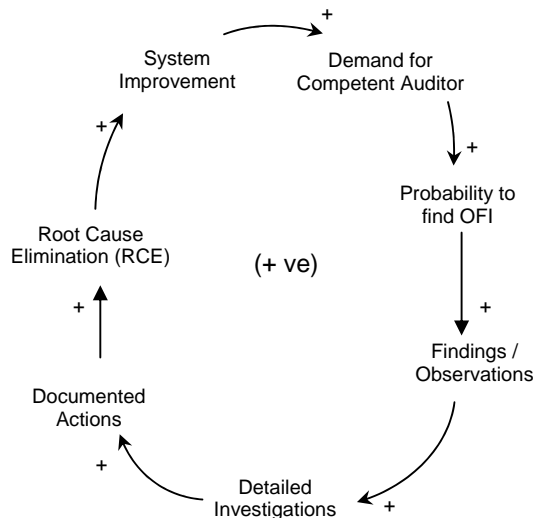 +
System
Improvement
Demand for
Competent Auditor
+
+
Probability to
find OFI
Root Cause
Elimination (RCE)
(+ ve)
+
+
Findings /
Observations
Documented
Actions
+
Detailed
Investigations
+